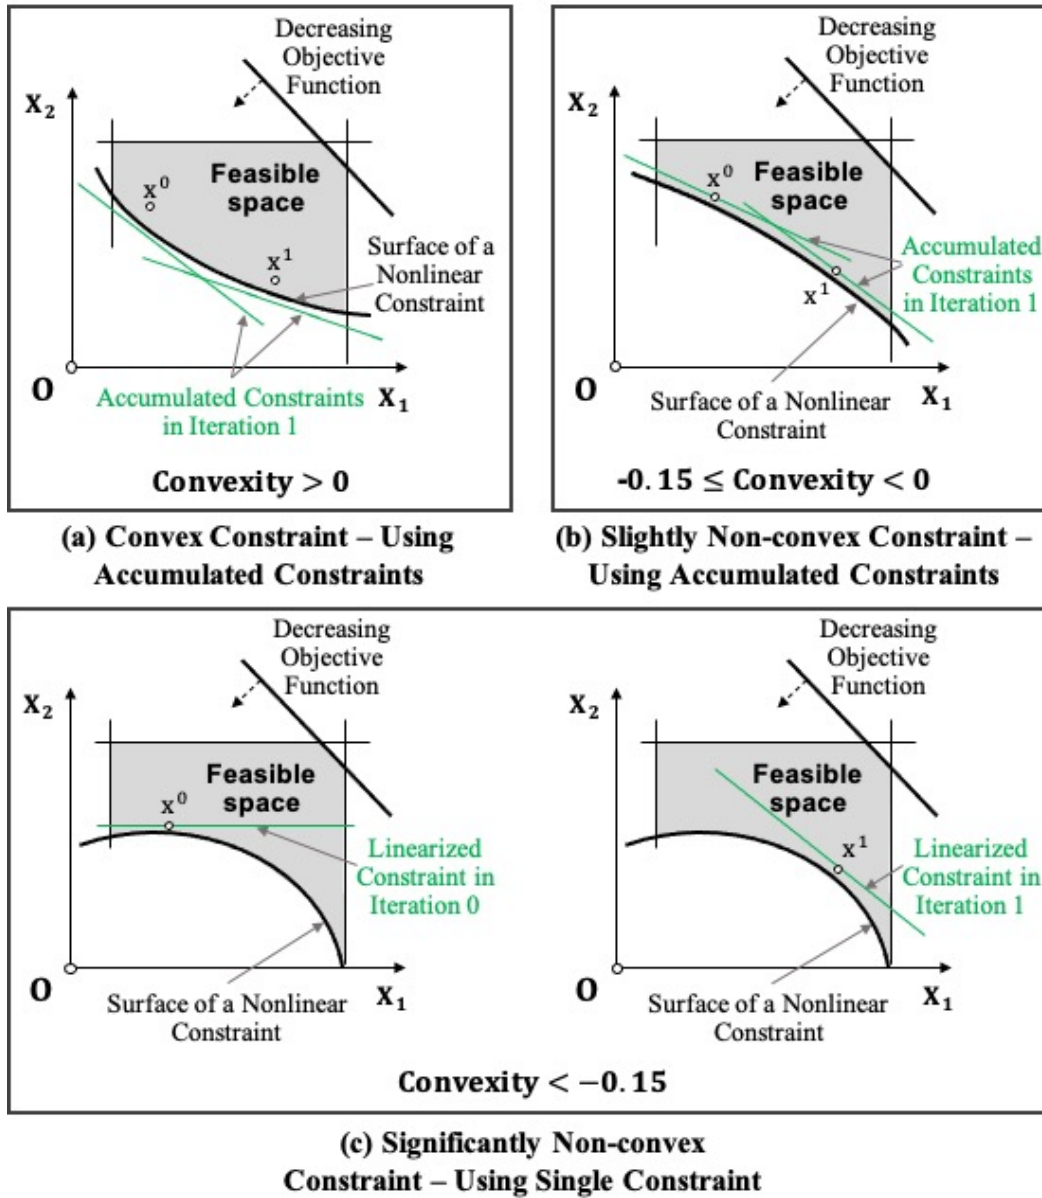 Decreasing
Objective
Function
X₂
Feasible
space
x⁰
x¹
Surface of a
Nonlinear
Constraint
O
X₁
Accumulated Constraints
in Iteration 1
Convexity > 0
(a) Convex Constraint – Using
Accumulated Constraints
Decreasing
Objective
Function
X₂
Feasible
space
x⁰
x¹
Accumulated
Constraints
in Iteration 1
O
X₁
Surface of a Nonlinear
Constraint
-0.15 ≤ Convexity < 0
(b) Slightly Non-convex Constraint –
Using Accumulated Constraints
Decreasing
Objective
Function
X₂
Feasible
space
x⁰
Linearized
Constraint in
Iteration 0
O
X₁
Surface of a Nonlinear
Constraint
Decreasing
Objective
Function
X₂
Feasible
space
x¹
Linearized
Constraint in
Iteration 1
O
X₁
Surface of a Nonlinear
Constraint
Convexity < −0.15
(c) Significantly Non-convex
Constraint – Using Single Constraint